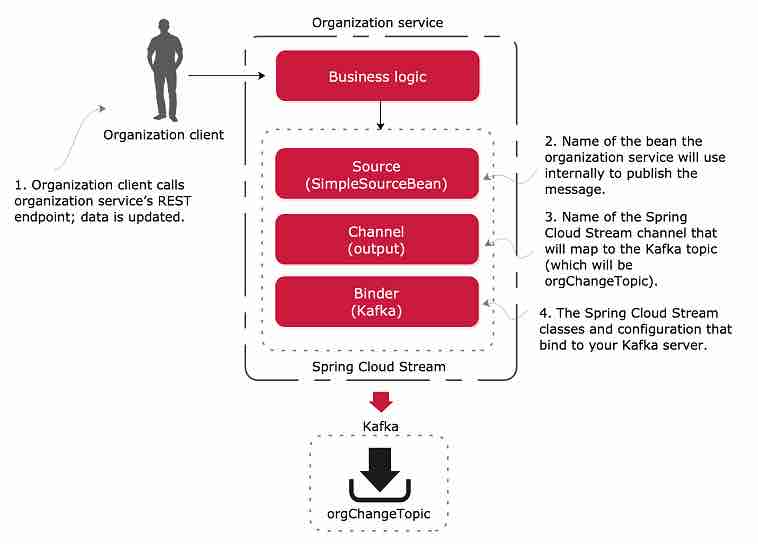 Organization service
Business logic
Organization client
1. Organization client calls
organization service's REST
endpoint; data is updated.
Source
(SimpleSourceBean)
2. Name of the bean the
organization service will use
internally to publish the
message.
Channel
(output)
3. Name of the Spring
Cloud Stream channel that
will map to the Kafka topic
(which will be
orgChangeTopic).
Binder
(Kafka)
4. The Spring Cloud Stream
classes and configuration that
bind to your Kafka server.
Spring Cloud Stream
Kafka
orgChangeTopic